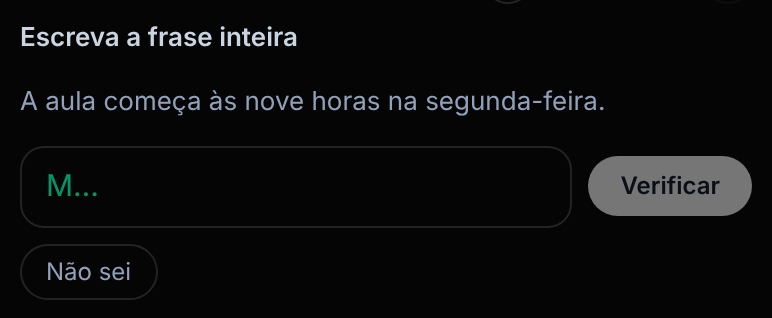 Escreva a frase inteira
A aula começa às nove horas na segunda-feira.
M...
Verificar
Não sei